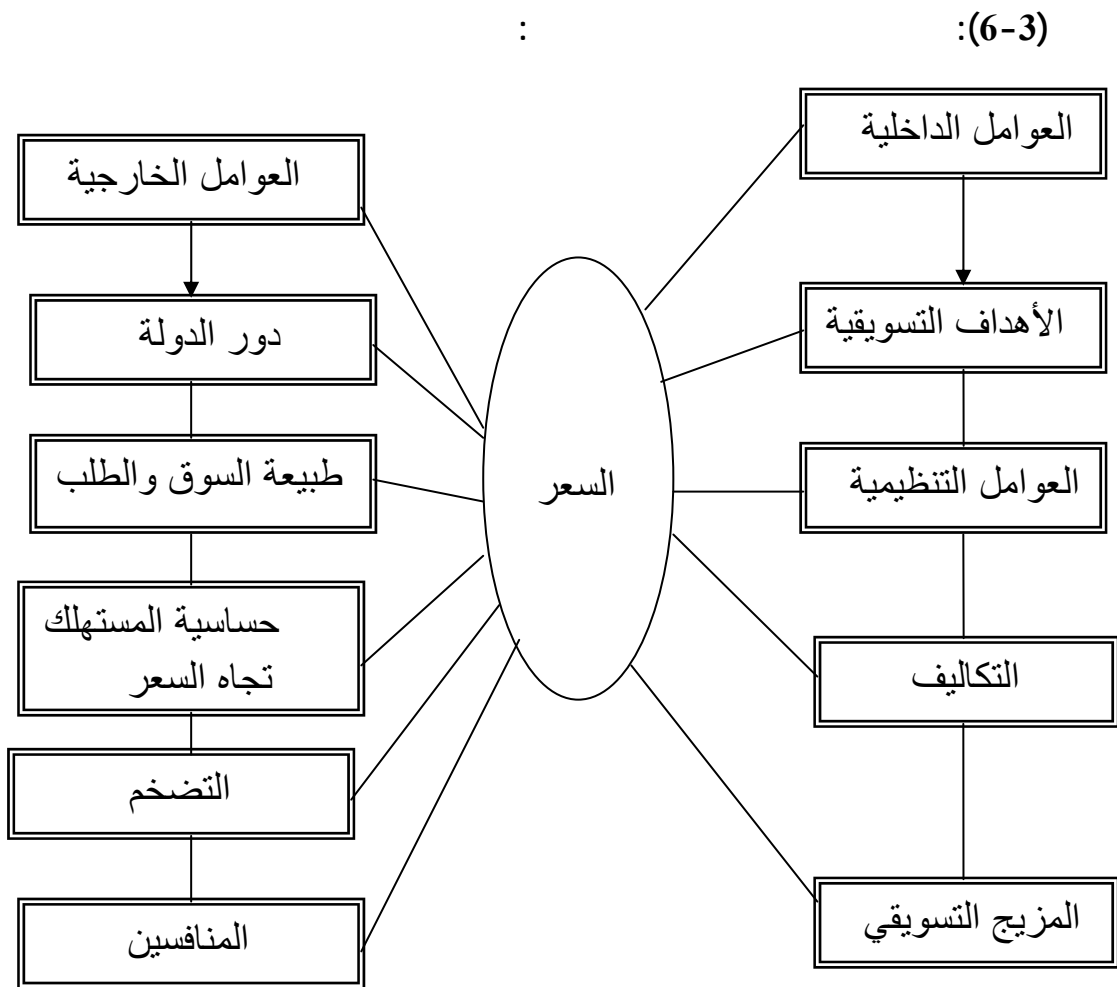 (6-3): :
العوامل الداخلية
العوامل الخارجية
الأهداف التسويقية
دور الدولة
العوامل التنظيمية
السعر
طبيعة السوق والطلب
التكاليف
حساسية المستهلك
تجاه السعر
التضخم
المزيج التسويقي
المنافسين